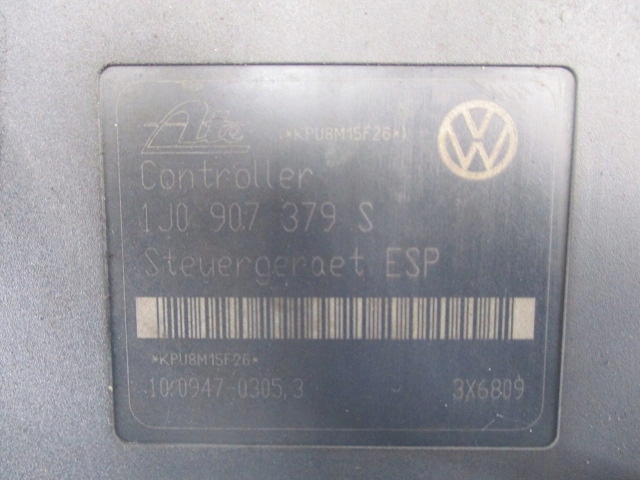 Ate (*KPU8M15F26*)
Controller
1J0 907 379 S
Steuergeraet ESP
*KPU8M15F26*
10.0947-0305.3 3X6809